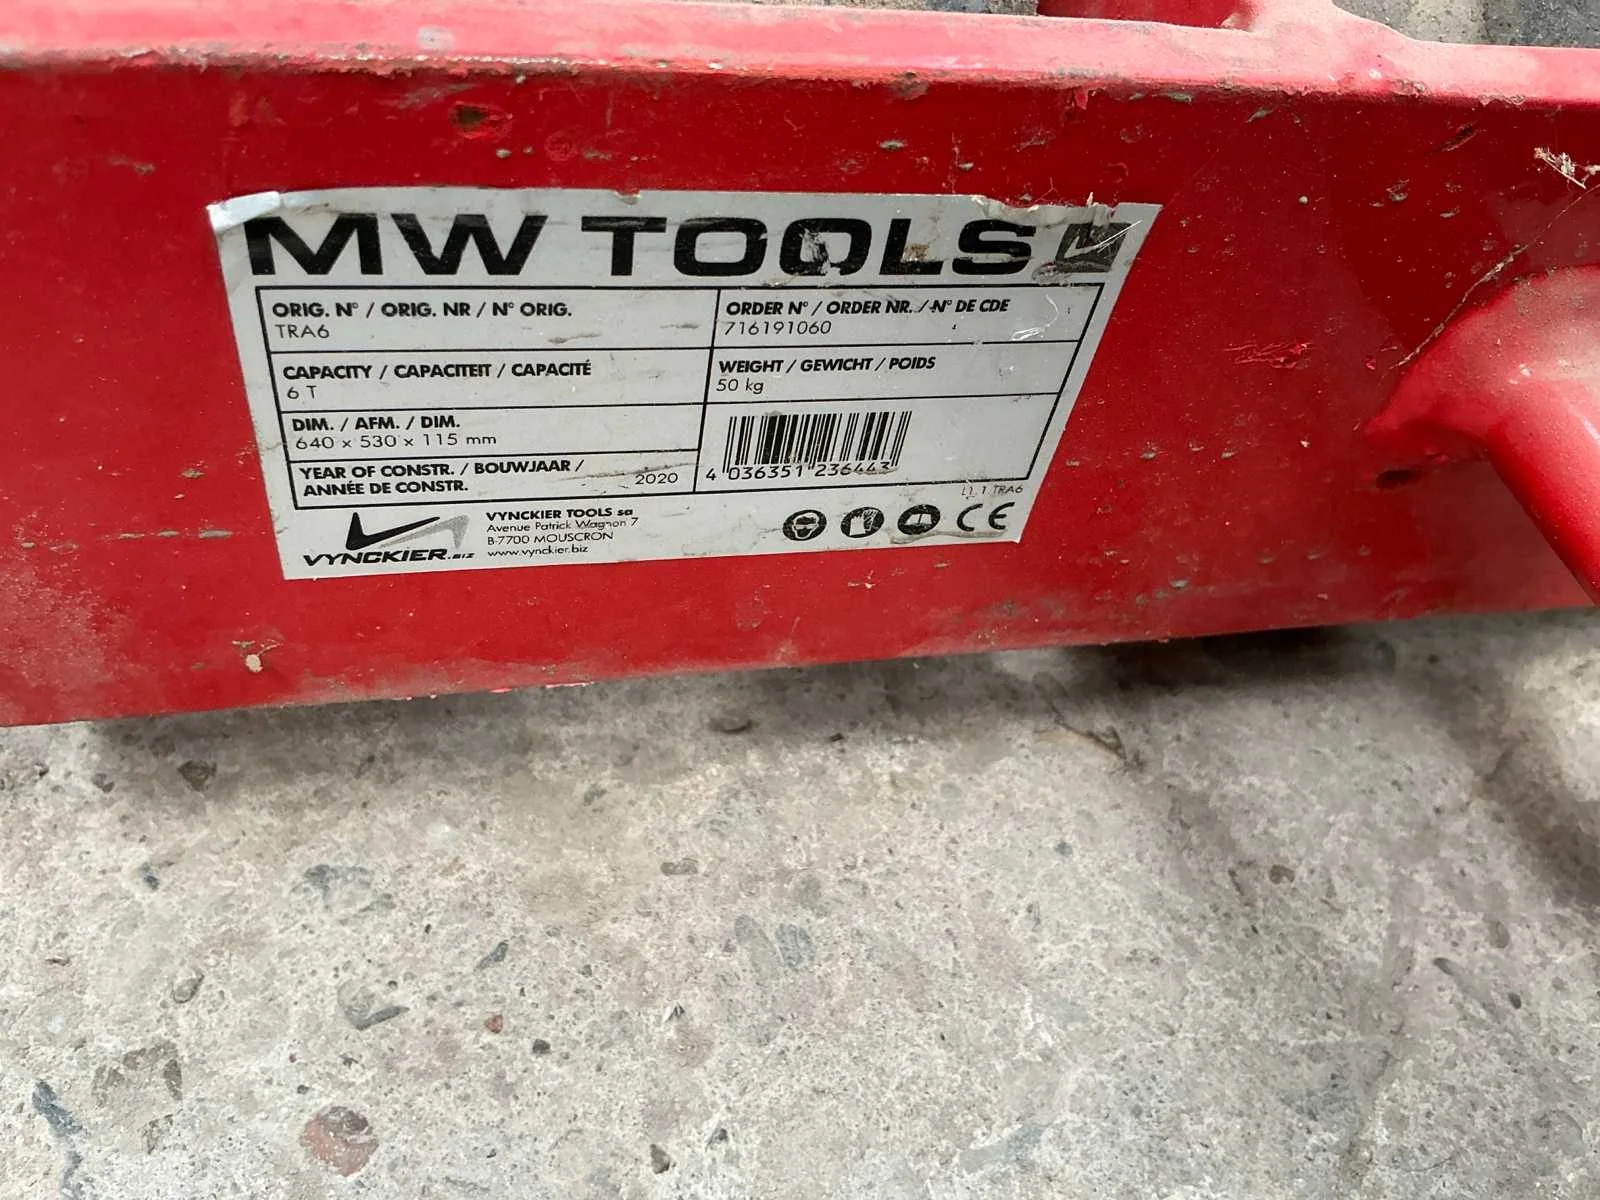 MW TOOLS
ORIG. N° / ORIG. NR / N° ORIG.
TRA6
ORDER N° / ORDER NR. / N° DE CDE
716191060
CAPACITY / CAPACITEIT / CAPACITÉ
6 T
WEIGHT / GEWICHT / POIDS
50 kg
DIM. / AFM. / DIM.
640 x 530 x 115 mm
YEAR OF CONSTR. / BOUWJAAR /
ANNÉE DE CONSTR.
2020
4 036351 236443
L1.1 TRA6
VYNCKIER.BIZ
VYNCKIER TOOLS sa
Avenue Patrick Wagnon 7
B-7700 MOUSCRON
www.vynckier.biz
CE